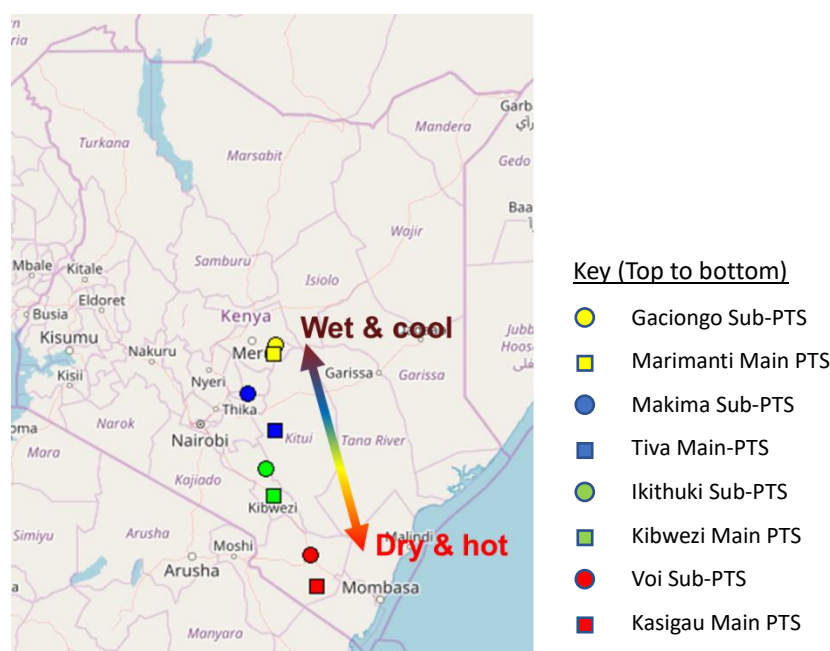 Garb
Mandera
Turkana
Marsabit
Gedo
Baa
Wajir
Samburu
Mbale
Kitale
Isiolo
Eldoret
Busia
Kenya
Wet & cool
Kisumu
Meru
Jubb
Hoos
Nakuru
Garissa
Garissa
Kisii
Nyeri
Thika
oma
Narok
Nairobi
Kitui
Tana River
Mara
Kajiado
Kibwezi
Simiyu
Arusha
Moshi
Malindi
Dry & hot
Arusha
Mombasa
Manyara
Key (Top to bottom)
Gaciongo Sub-PTS
Marimanti Main PTS
Makima Sub-PTS
Tiva Main-PTS
Ikithuki Sub-PTS
Kibwezi Main PTS
Voi Sub-PTS
Kasigau Main PTS